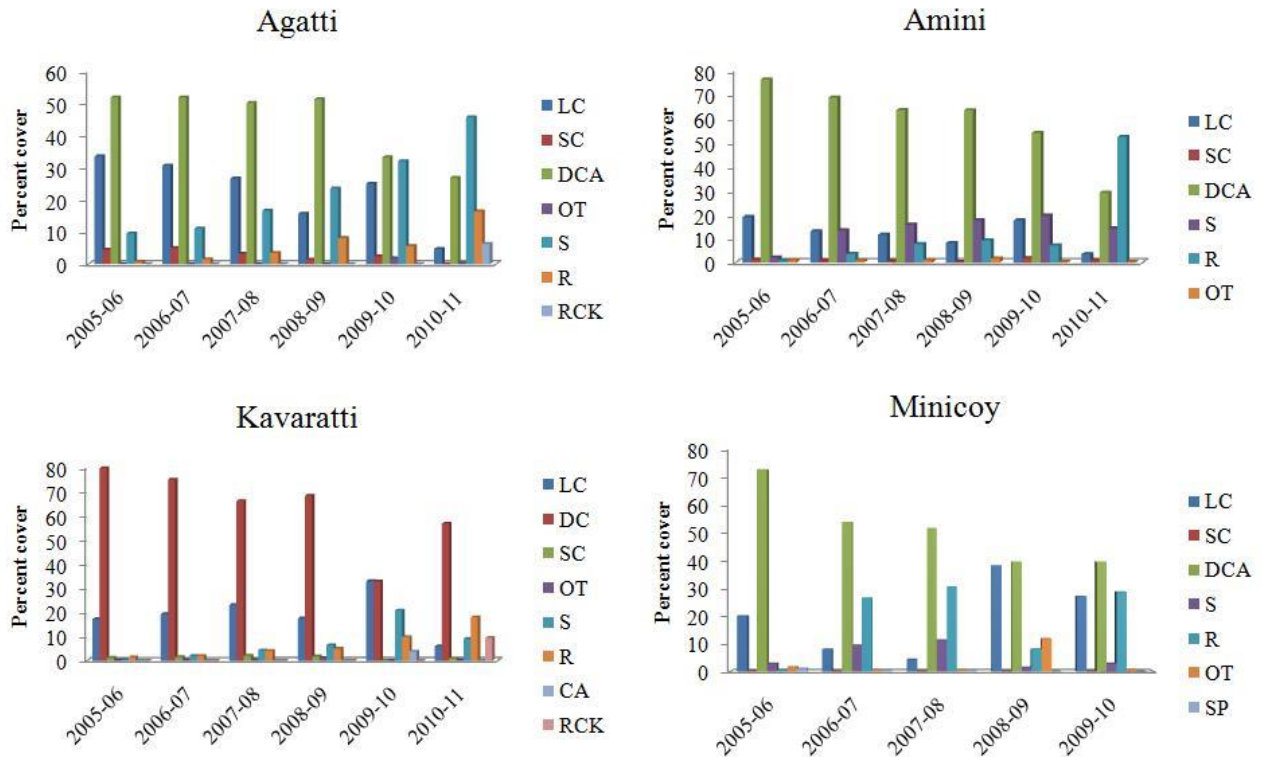 Agatti
Percent cover
60
50
40
30
20
10
0
2005-06
2006-07
2007-08
2008-09
2009-10
2010-11
LC
SC
DCA
OT
S
R
RCK
Amini
Percent cover
80
70
60
50
40
30
20
10
0
2005-06
2006-07
2007-08
2008-09
2009-10
2010-11
LC
SC
DCA
S
R
OT
Kavaratti
Percent cover
80
70
60
50
40
30
20
10
0
2005-06
2006-07
2007-08
2008-09
2009-10
2010-11
LC
DC
SC
OT
S
R
CA
RCK
Minicoy
Percent cover
80
70
60
50
40
30
20
10
0
2005-06
2006-07
2007-08
2008-09
2009-10
LC
SC
DCA
S
R
OT
SP